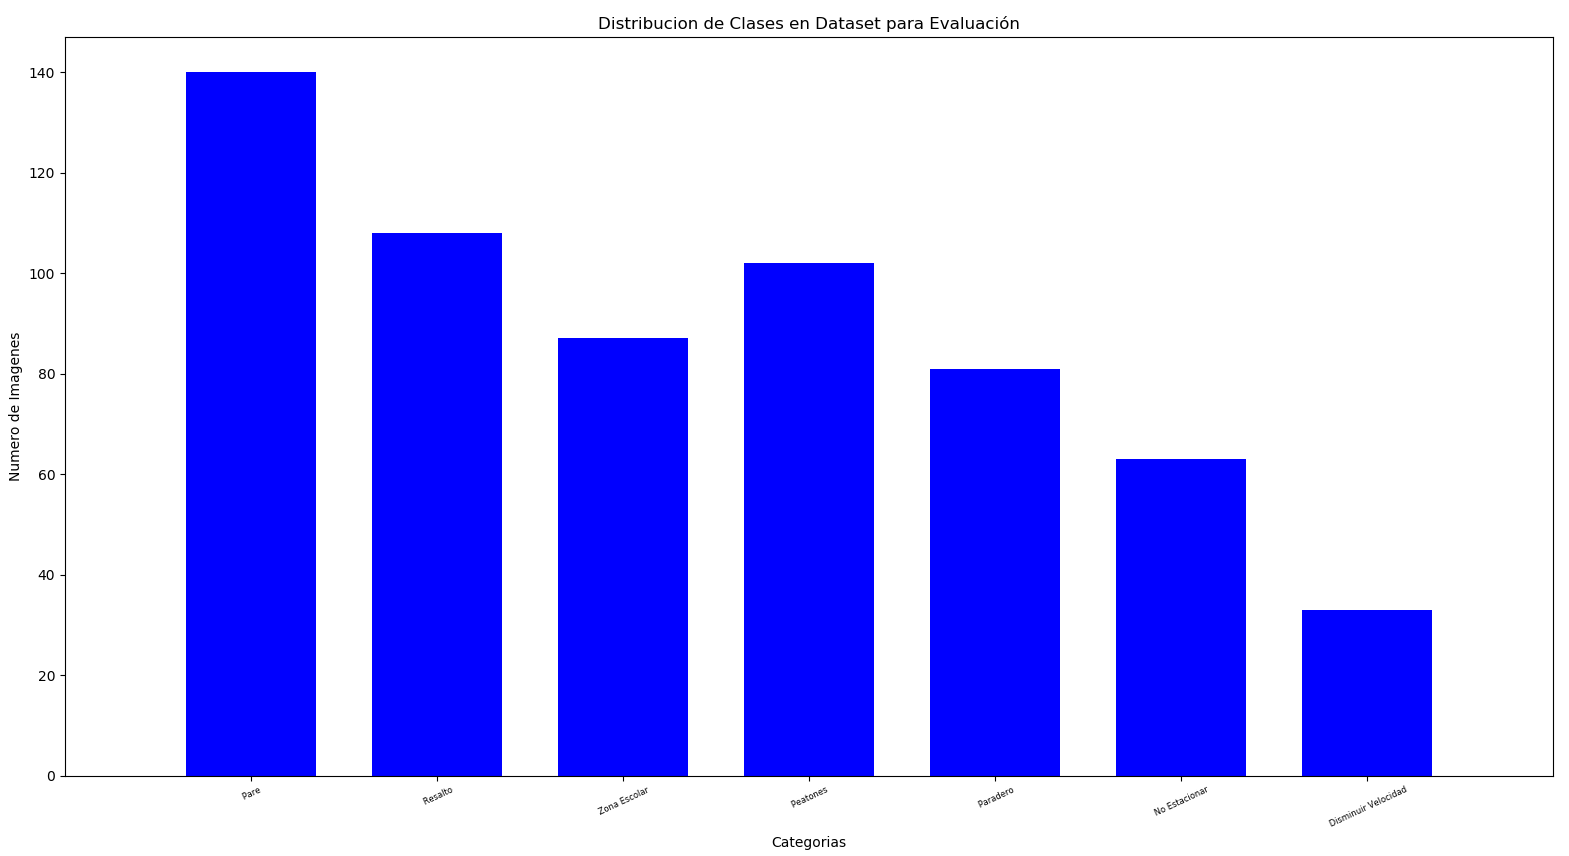 Distribucion de Clases en Dataset para Evaluación
140
120
100
80
60
40
20
0
Numero de Imagenes
Pare
Resalto
Zona Escolar
Peatones
Paradero
No Estacionar
Disminuir Velocidad
Categorias